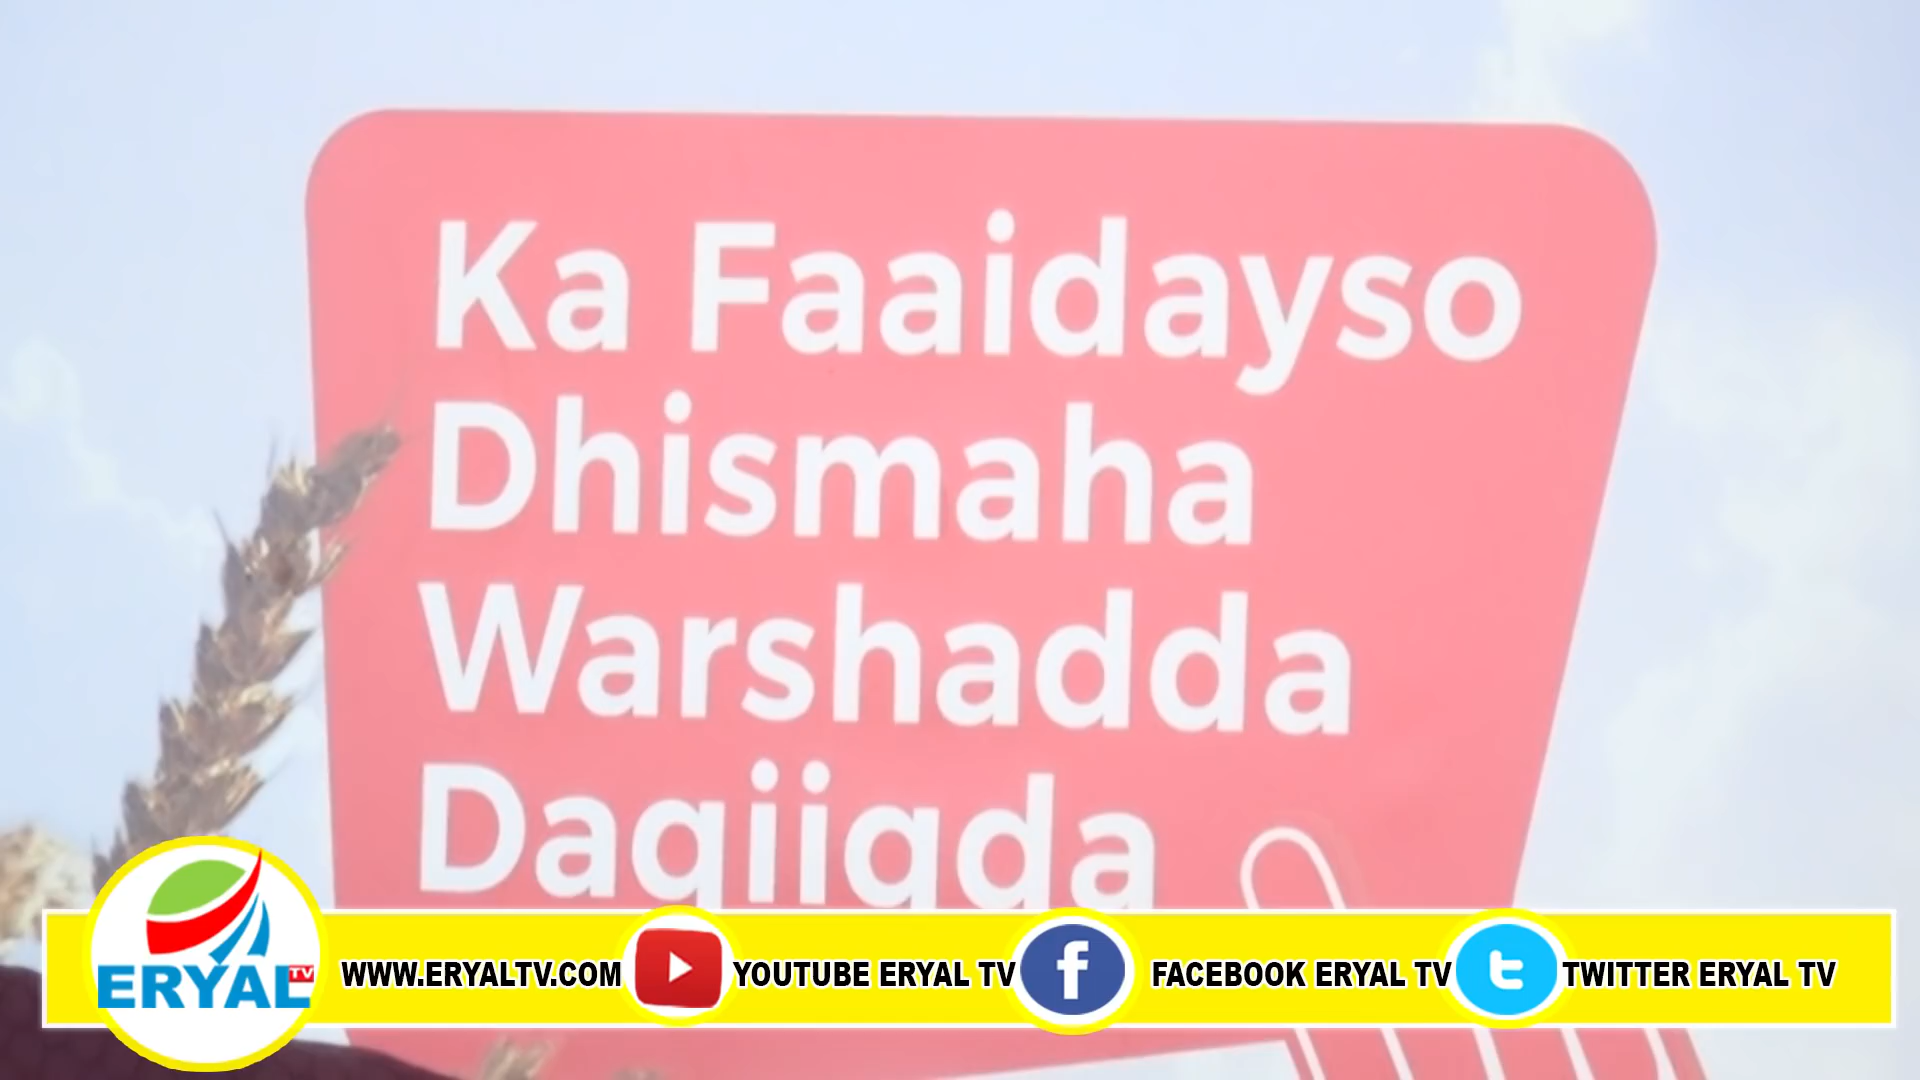 Ka Faaidayso
Dhismaha
Warshadda
Daqiiqda
ERYAL TV
WWW.ERYALTV.COM
YOUTUBE ERYAL TV
FACEBOOK ERYAL TV
TWITTER ERYAL TV